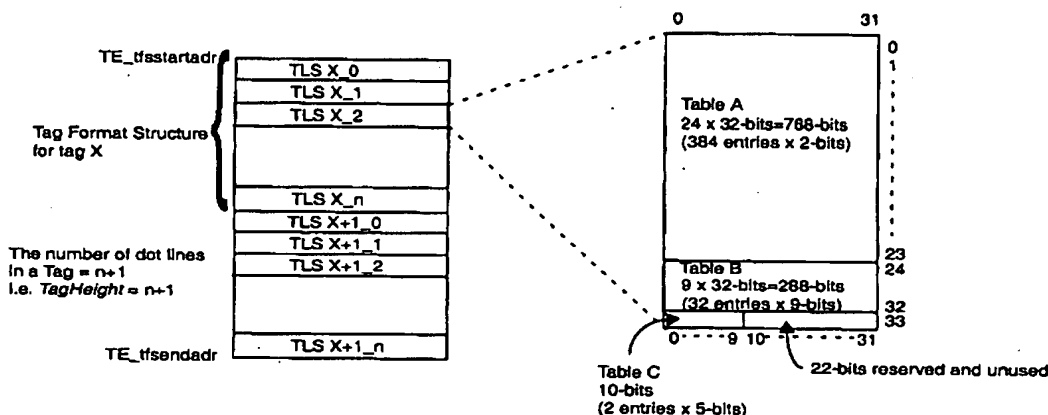 TE_tfsstartadr
TLS X_0
TLS X_1
TLS X_2
Tag Format Structure
for tag X
TLS X_n
TLS X+1_0
TLS X+1_1
TLS X+1_2
The number of dot lines
in a Tag = n+1
i.e. TagHeight = n+1
TE_tfsendadr
TLS X+1_n
0 31
0
1
Table A
24 x 32-bits=768-bits
(384 entries x 2-bits)
23
24
Table B
9 x 32-bits=288-bits
(32 entries x 9-bits)
32
33
0 9 10 31
Table C
10-bits
(2 entries x 5-bits)
22-bits reserved and unused